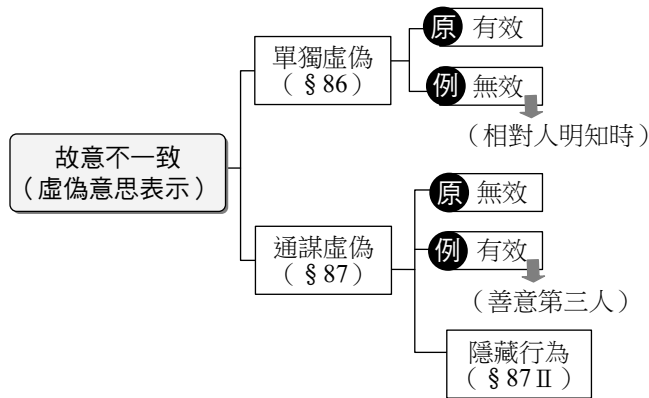 原 有效
單獨虛偽
（§86）
例 無效
（相對人明知時）
故意不一致
（虛偽意思表示）
原 無效
通謀虛偽
（§87）
例 有效
（善意第三人）
隱藏行為
（§87Ⅱ）